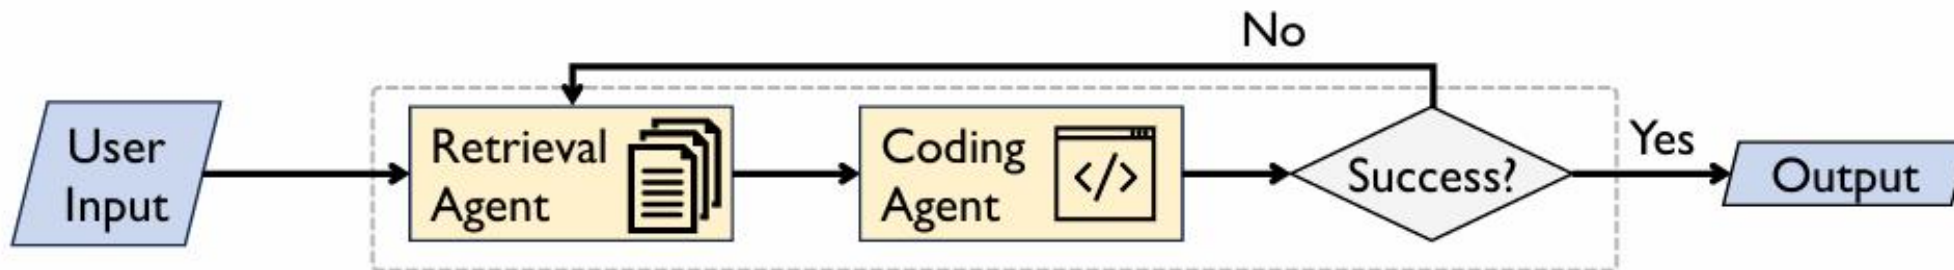 No
User
Input
Retrieval
Agent
Coding
Agent
</>
Success?
Yes
Output